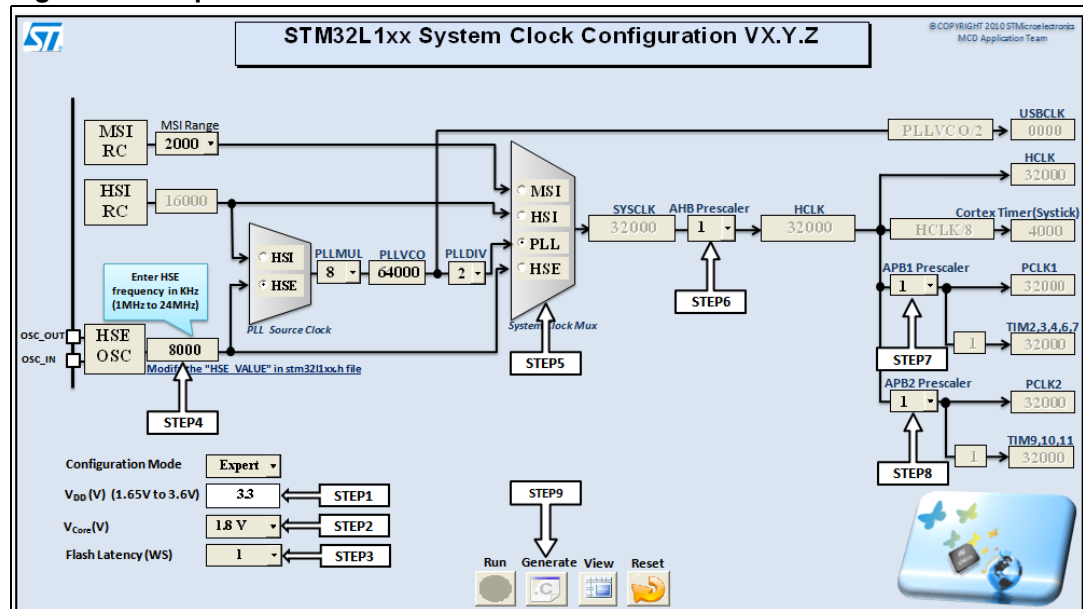 STM32L1xx System Clock Configuration VX.Y.Z
© COPYRIGHT 2010 STMicroelectronics
MCD Application Team
ST
MSI RC
MSI Range
2000
HSI RC
16000
HSI
HSE
PLL Source Clock
PLLMUL
8
PLLVCO
64000
PLLDIV
2
MSI
HSI
PLL
HSE
System Clock Mux
STEP5
SYSCLK
32000
AHB Prescaler
1
STEP6
HCLK
32000
PLLVCO/2
USBCLK
0000
HCLK
32000
HCLK/8
Cortex Timer(Systick)
4000
APB1 Prescaler
1
STEP7
PCLK1
32000
1
TIM2,3,4,6,7
32000
APB2 Prescaler
1
STEP8
PCLK2
32000
1
TIM9,10,11
32000
Enter HSE
frequency in KHz
(1MHz to 24MHz)
OSC_OUT
OSC_IN
HSE
OSC
8000
Modify the "HSE_VALUE" in stm32l1xx.h file
STEP4
Configuration Mode
Expert
VDD (V) (1.65V to 3.6V)
3.3
STEP1
VCore(V)
1.8 V
STEP2
Flash Latency (WS)
1
STEP3
STEP9
Run Generate View Reset
.C